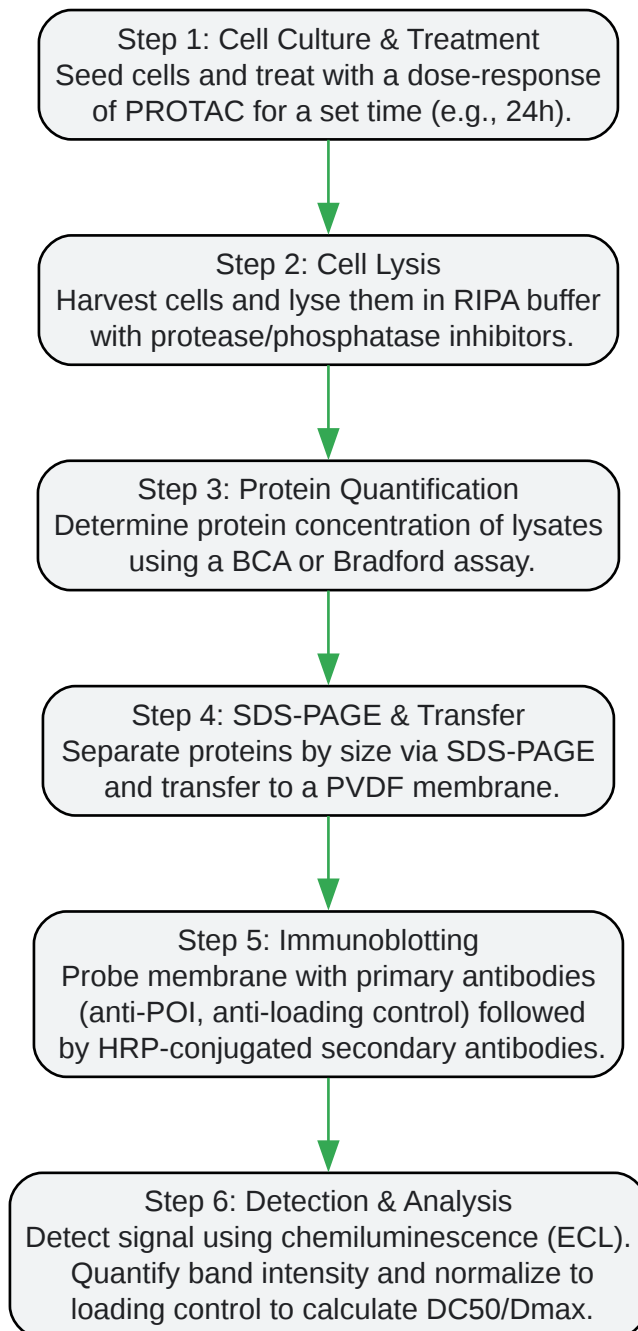 Step 1: Cell Culture & Treatment
Seed cells and treat with a dose-response
of PROTAC for a set time (e.g., 24h).
Step 2: Cell Lysis
Harvest cells and lyse them in RIPA buffer
with protease/phosphatase inhibitors.
Step 3: Protein Quantification
Determine protein concentration of lysates
using a BCA or Bradford assay.
Step 4: SDS-PAGE & Transfer
Separate proteins by size via SDS-PAGE
and transfer to a PVDF membrane.
Step 5: Immunoblotting
Probe membrane with primary antibodies
(anti-POI, anti-loading control) followed
by HRP-conjugated secondary antibodies.
Step 6: Detection & Analysis
Detect signal using chemiluminescence (ECL).
Quantify band intensity and normalize to
loading control to calculate DC50/Dmax.